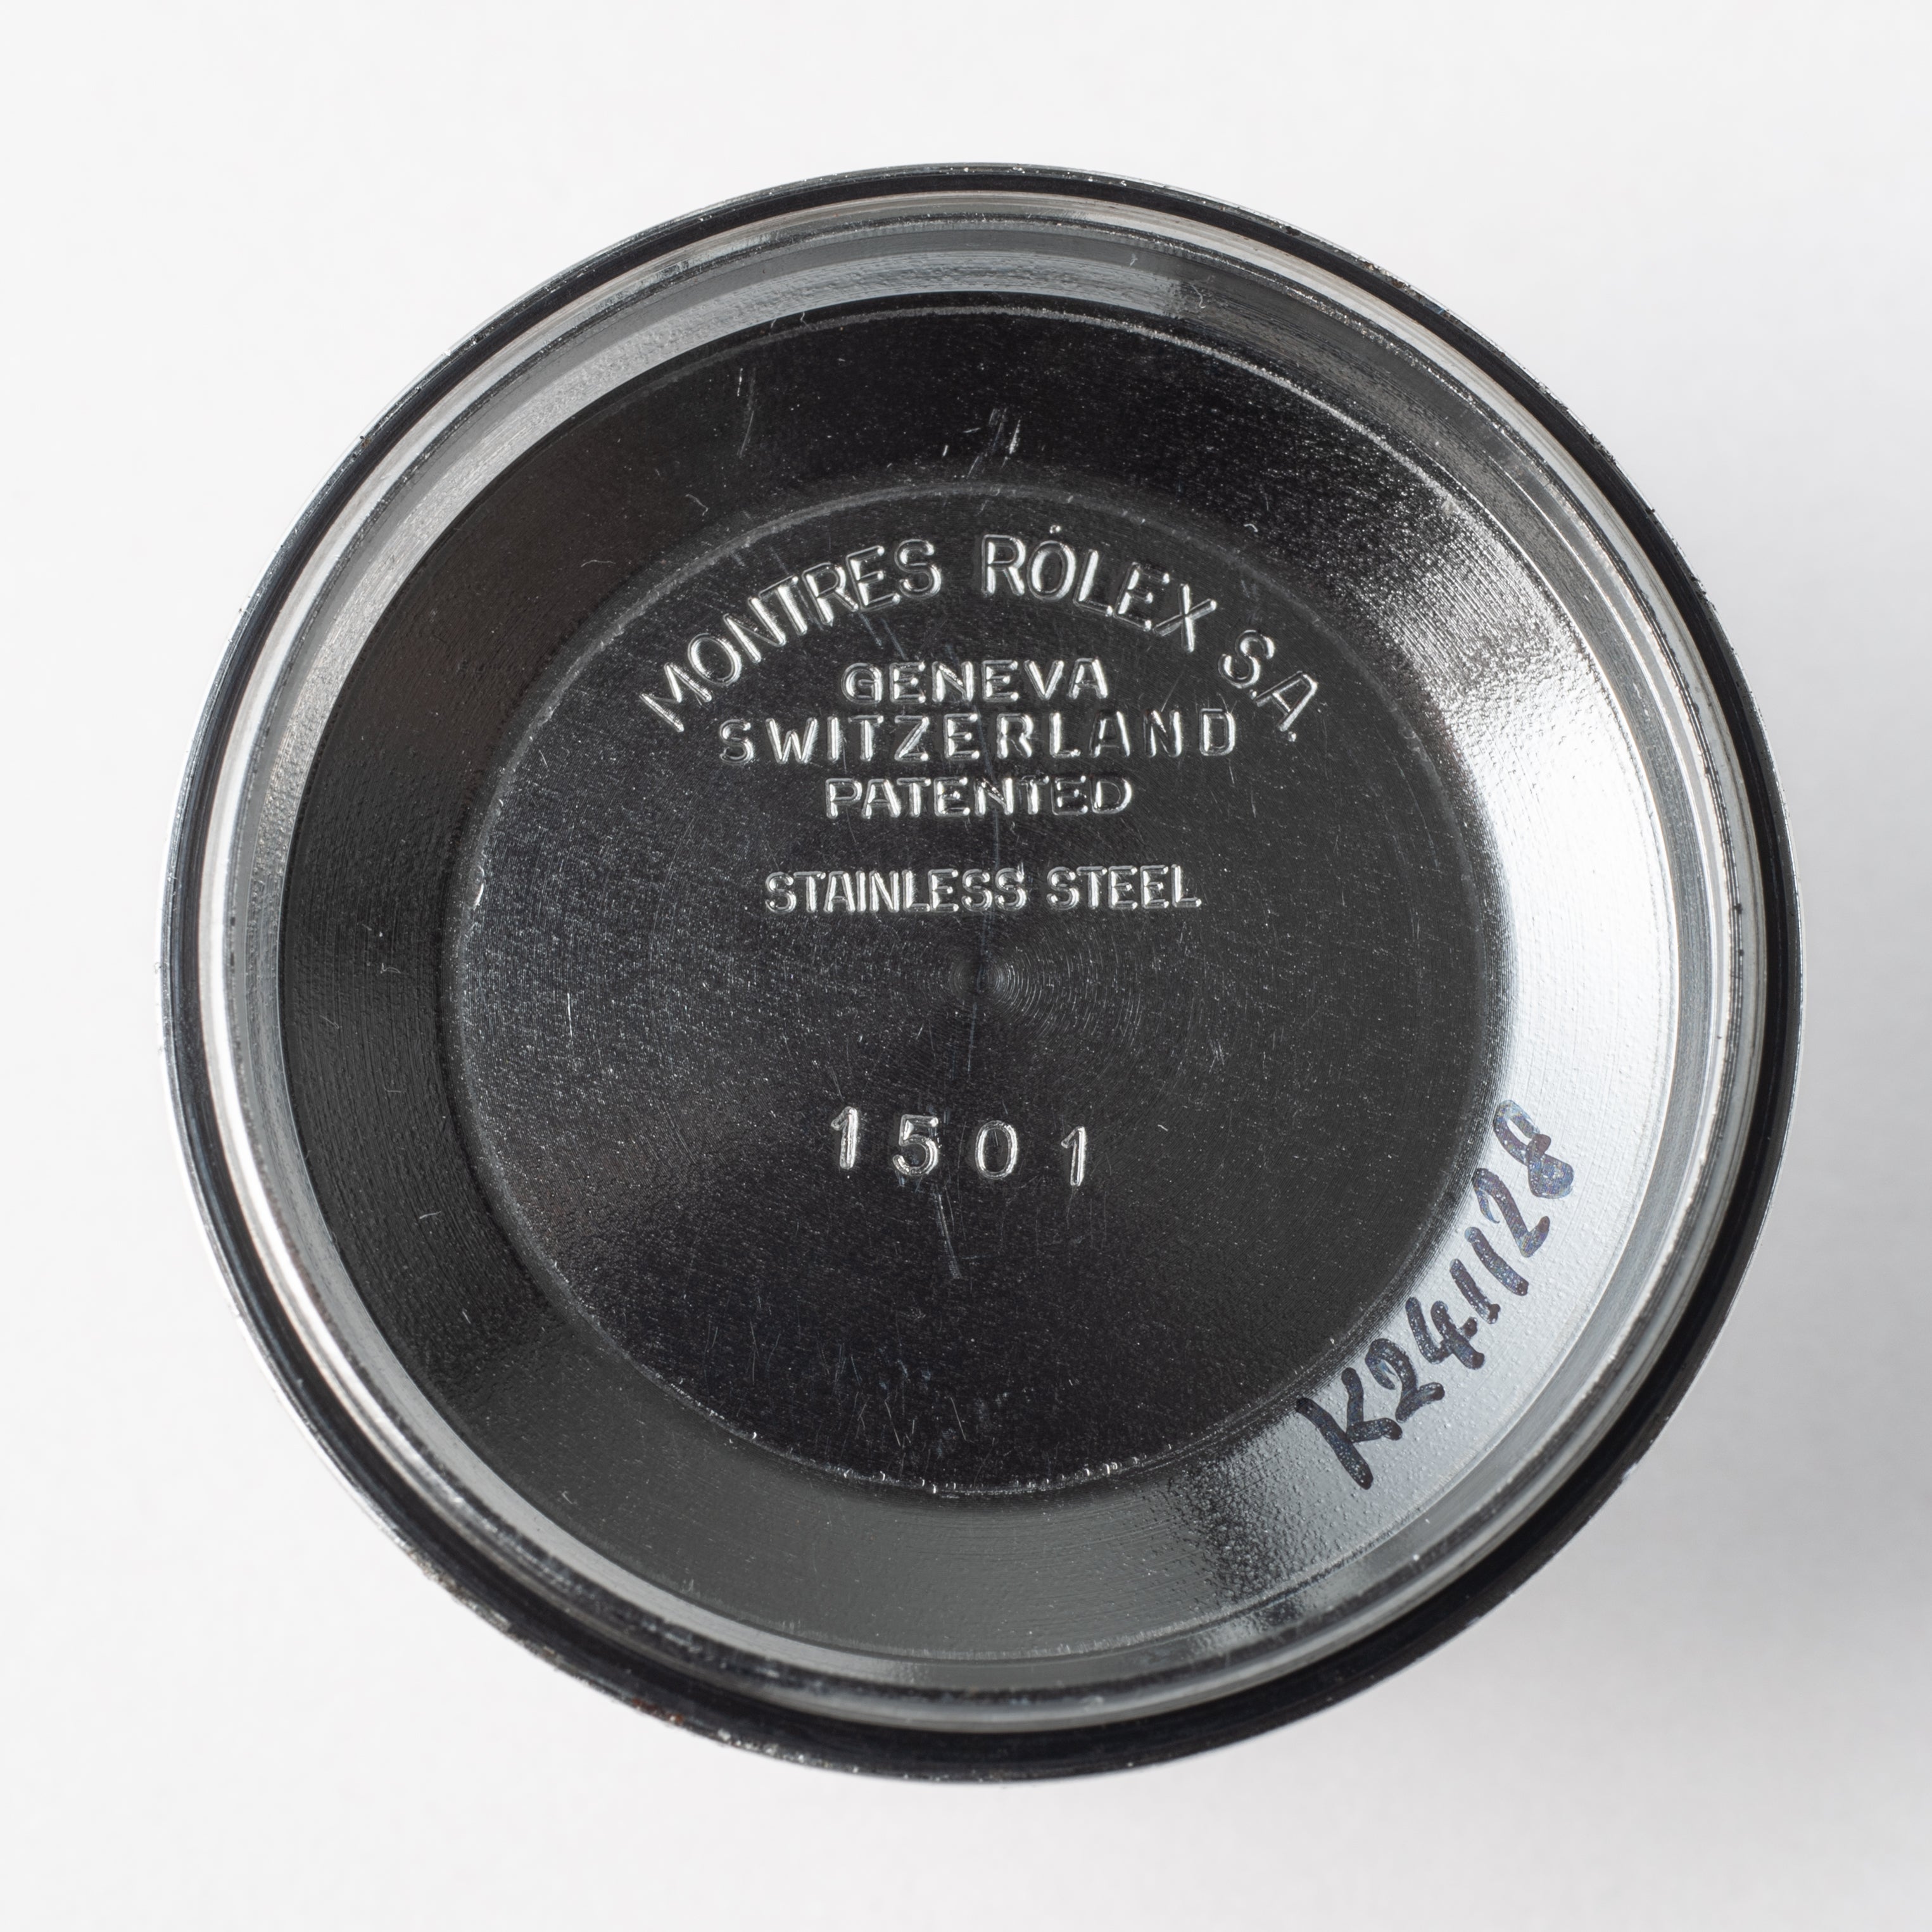 MONTRES ROLEX S.A.
GENEVA
SWITZERLAND
PATENTED
STAINLESS STEEL
1501
K241128